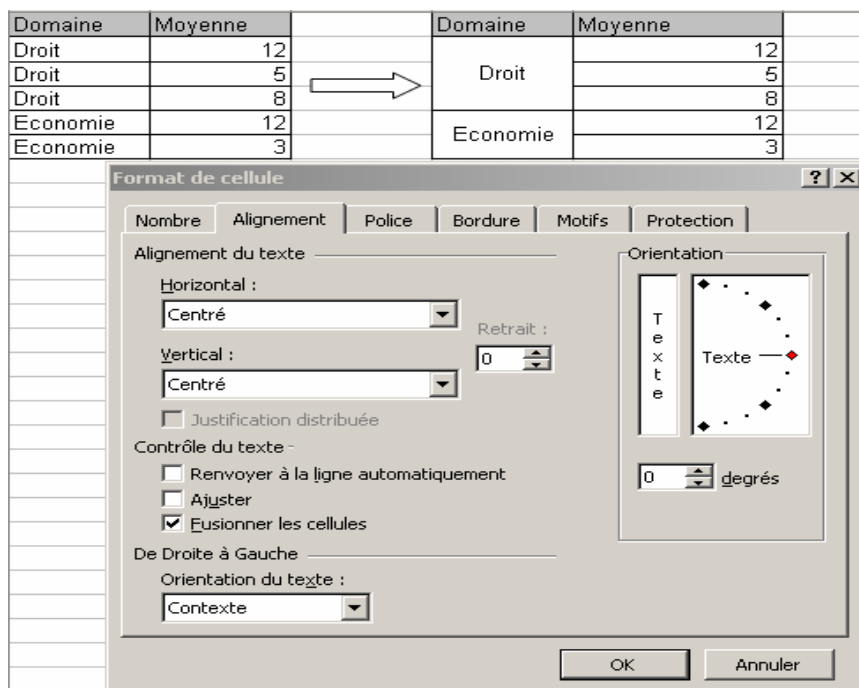 Domaine Moyenne Domaine Moyenne
Droit 12 Droit 12
Droit 5 5
Droit 8 8
Economie 12 Economie 12
Economie 3 3
Format de cellule
Nombre Alignement Police Bordure Motifs Protection
Alignement du texte
Horizontal :
Centré
Retrait :
0
Vertical :
Centré
Justification distribuée
Contrôle du texte
Renvoyer à la ligne automatiquement
Ajuster
Fusionner les cellules
De Droite à Gauche
Orientation du texte :
Contexte
Orientation
Texte
Texte
0 degrés
OK Annuler